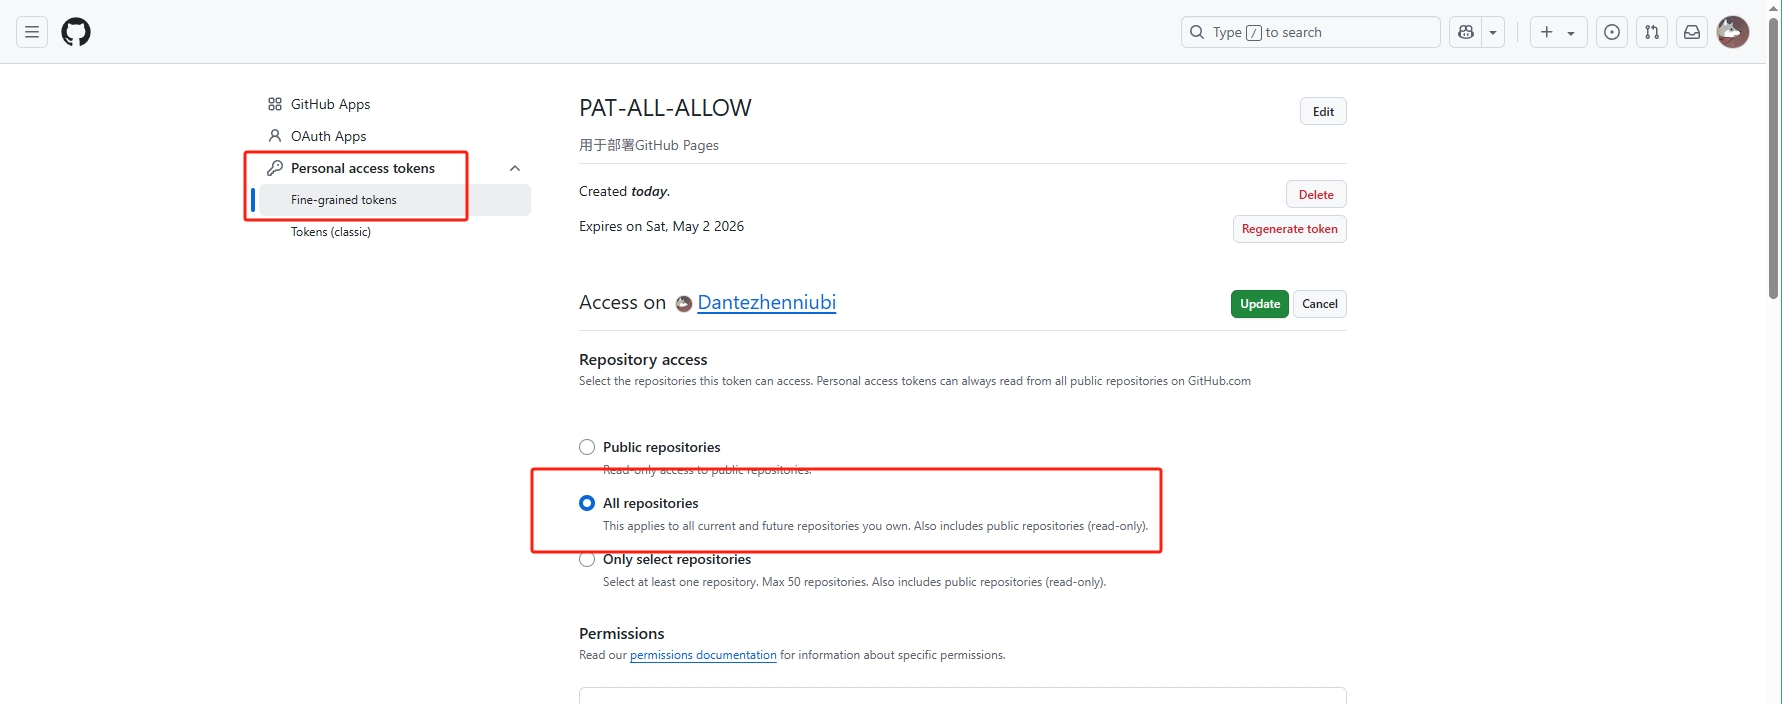 Type / to search
GitHub Apps
OAuth Apps
Personal access tokens
Fine-grained tokens
Tokens (classic)
PAT-ALL-ALLOW
Edit
用于部署GitHub Pages
Created today.
Delete
Expires on Sat, May 2 2026
Regenerate token
Access on Dantezhenniubi
Update
Cancel
Repository access
Select the repositories this token can access. Personal access tokens can always read from all public repositories on GitHub.com
Public repositories
Read-only access to public repositories.
All repositories
This applies to all current and future repositories you own. Also includes public repositories (read-only).
Only select repositories
Select at least one repository. Max 50 repositories. Also includes public repositories (read-only).
Permissions
Read our permissions documentation for information about specific permissions.